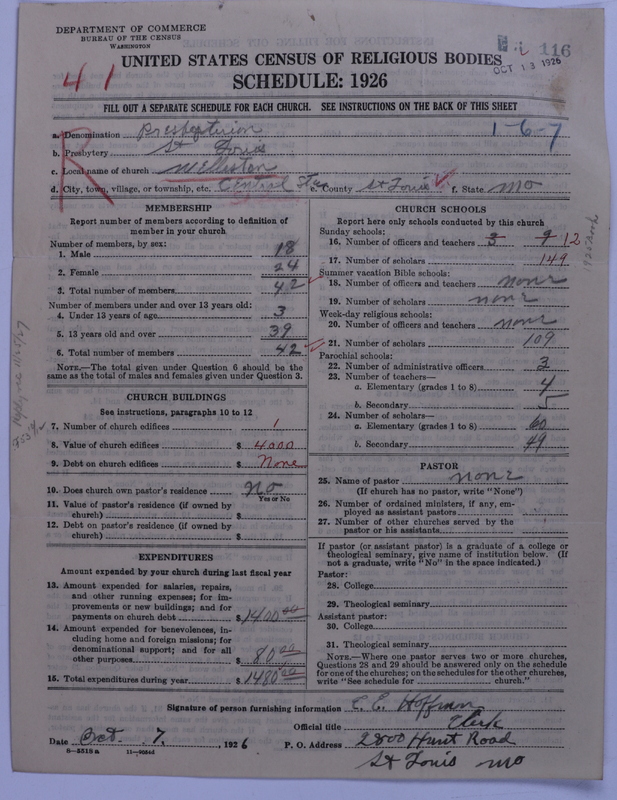 DEPARTMENT OF COMMERCE
BUREAU OF THE CENSUS
WASHINGTON
116
OCT 13 1926
41
UNITED STATES CENSUS OF RELIGIOUS BODIES
SCHEDULE: 1926
FILL OUT A SEPARATE SCHEDULE FOR EACH CHURCH. SEE INSTRUCTIONS ON THE BACK OF THIS SHEET
R
a. Denomination Presbyterion 1-6-7
b. Presbytery St Louis
c. Local name of church Wellston
d. City, town, village, or township, etc. Central Sta e. County St Louis f. State Mo
MEMBERSHIP
Report number of members according to definition of
member in your church
Number of members, by sex:
1. Male 18
2. Female 24
3. Total number of members 42
Number of members under and over 13 years old:
4. Under 13 years of age 3
5. 13 years old and over 39
6. Total number of members 42
NOTE.—The total given under Question 6 should be the
same as the total of males and females given under Question 3.
CHURCH BUILDINGS
See instructions, paragraphs 10 to 12
7. Number of church edifices 1
8. Value of church edifices $ 4000
9. Debt on church edifices $ None
10. Does church own pastor's residence No
Yes or No
11. Value of pastor's residence (if owned by
church) $
12. Debt on pastor's residence (if owned by
church) $
EXPENDITURES
Amount expended by your church during last fiscal year
13. Amount expended for salaries, repairs,
and other running expenses; for im-
provements or new buildings; and for
payments on church debt $ 1400.00
14. Amount expended for benevolences, in-
cluding home and foreign missions; for
denominational support; and for all
other purposes $ 80.00
15. Total expenditures during year $ 1480.00
CHURCH SCHOOLS
Report here only schools conducted by this church
Sunday schools:
16. Number of officers and teachers 3 9 12
17. Number of scholars 149
Summer vacation Bible schools:
18. Number of officers and teachers none
19. Number of scholars none
Week-day religious schools:
20. Number of officers and teachers none
21. Number of scholars 109
Parochial schools:
22. Number of administrative officers 3
23. Number of teachers—
a. Elementary (grades 1 to 8) 4
b. Secondary 5
24. Number of scholars—
a. Elementary (grades 1 to 8) 60
b. Secondary 49
PASTOR
25. Name of pastor none
(If church has no pastor, write "None")
26. Number of ordained ministers, if any, em-
ployed as assistant pastors
27. Number of other churches served by the
pastor or his assistants
If pastor (or assistant pastor) is a graduate of a college or
theological seminary, give name of institution below. (If
not a graduate, write "No" in the space indicated.)
Pastor:
28. College
29. Theological seminary
Assistant pastor:
30. College
31. Theological seminary
NOTE.—Where one pastor serves two or more churches,
Questions 28 and 29 should be answered only on the schedule
for one of the churches; on the schedules for the other churches,
write "See schedule for church."
Signature of person furnishing information E. E. Hoffman
Official title Clerk
Date Oct. 7, 1926 P. O. Address 2800 Hunt Road
8-5518 a St Louis Mo